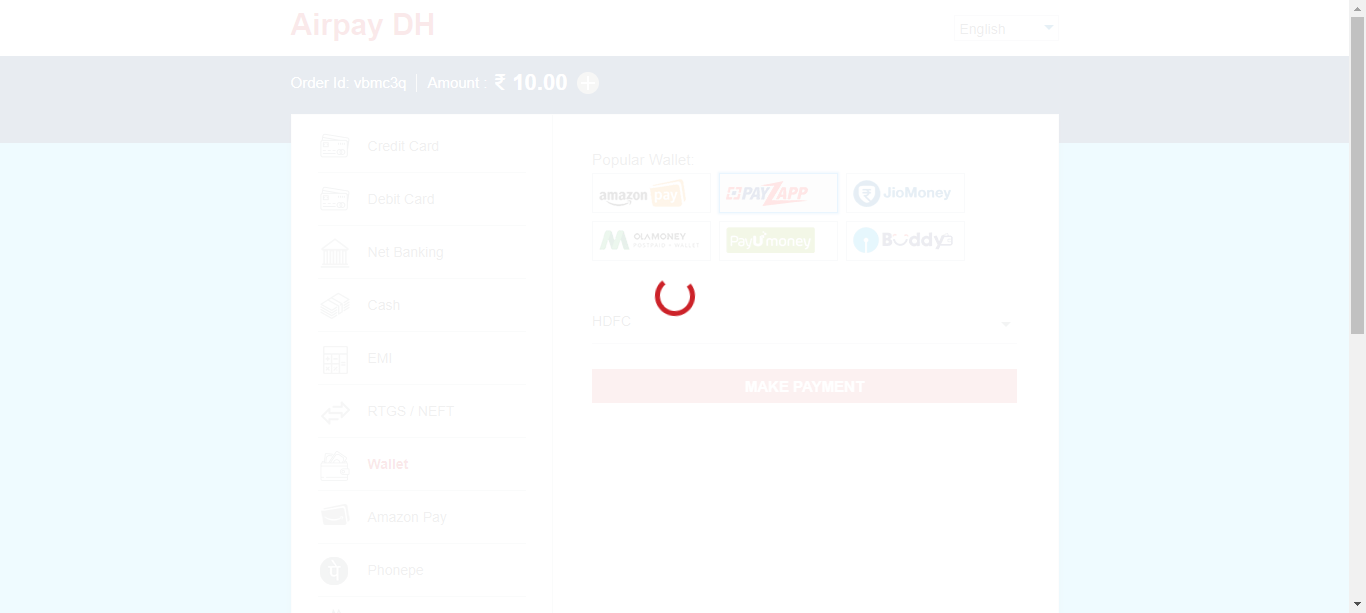 Airpay DH
English
Order Id: vbmc3q | Amount : ₹ 10.00
Credit Card
Debit Card
Net Banking
Cash
EMI
RTGS / NEFT
Wallet
Amazon Pay
Phonepe
Popular Wallet:
amazon pay
PAYZAPP
JioMoney
OLAMONEY
POSTPAID + WALLET
PayUmoney
Buddy
HDFC
MAKE PAYMENT